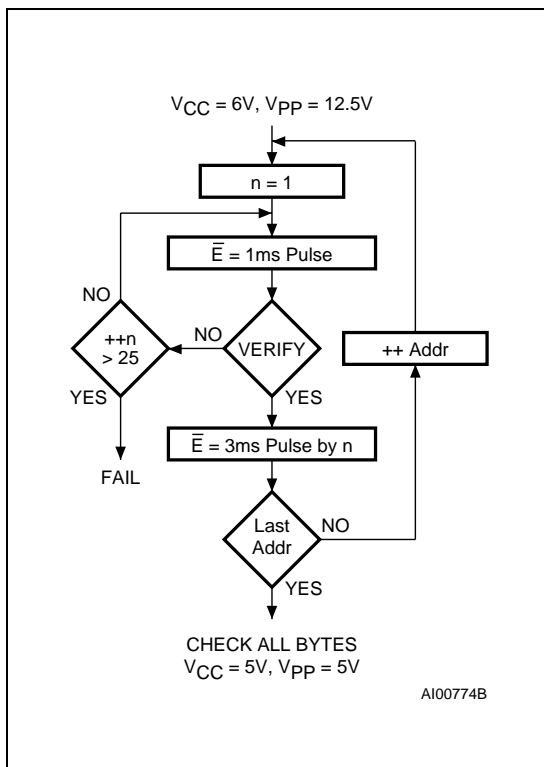 VCC = 6V, VPP = 12.5V
n = 1
E̅ = 1ms Pulse
NO
++n
> 25
NO
VERIFY
++ Addr
YES
YES
E̅ = 3ms Pulse by n
FAIL
Last
Addr
NO
YES
CHECK ALL BYTES
VCC = 5V, VPP = 5V
AI00774B